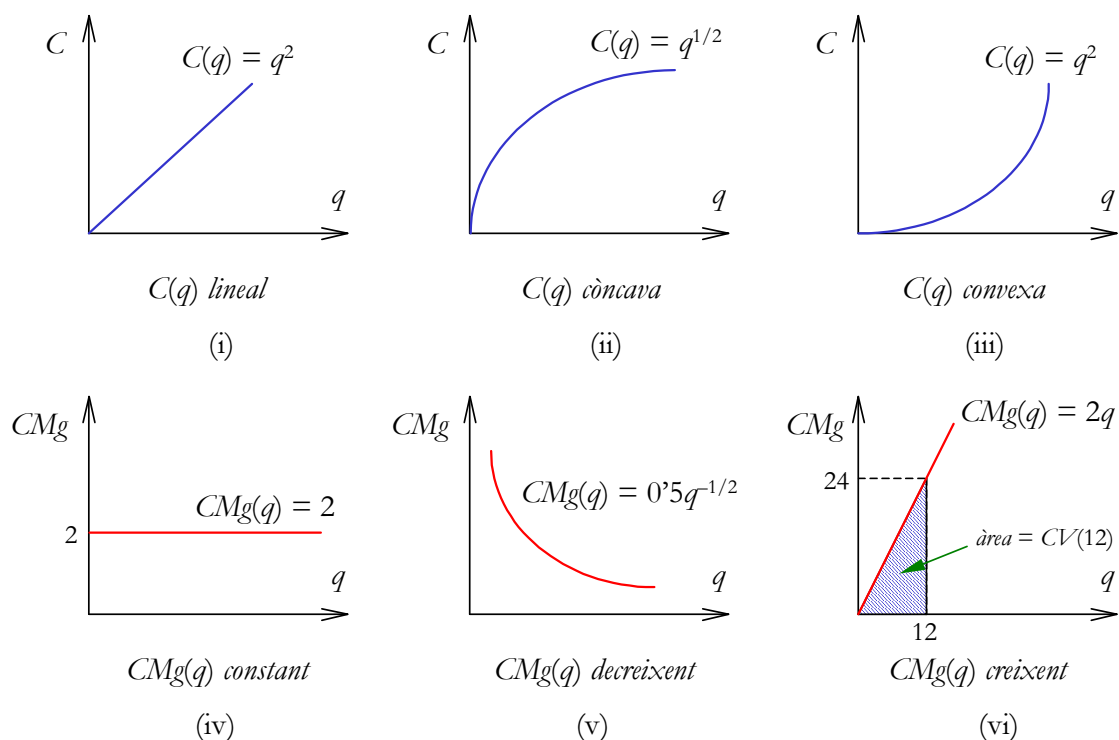 C
C(q) = q²
q
C(q) lineal
(i)
C
C(q) = q^{1/2}
q
C(q) còncava
(ii)
C
C(q) = q²
q
C(q) convexa
(iii)
CMg
CMg(q) = 2
2
q
CMg(q) constant
(iv)
CMg
CMg(q) = 0'5q^{–1/2}
q
CMg(q) decreixent
(v)
CMg
CMg(q) = 2q
24
àrea = CV(12)
q
12
CMg(q) creixent
(vi)